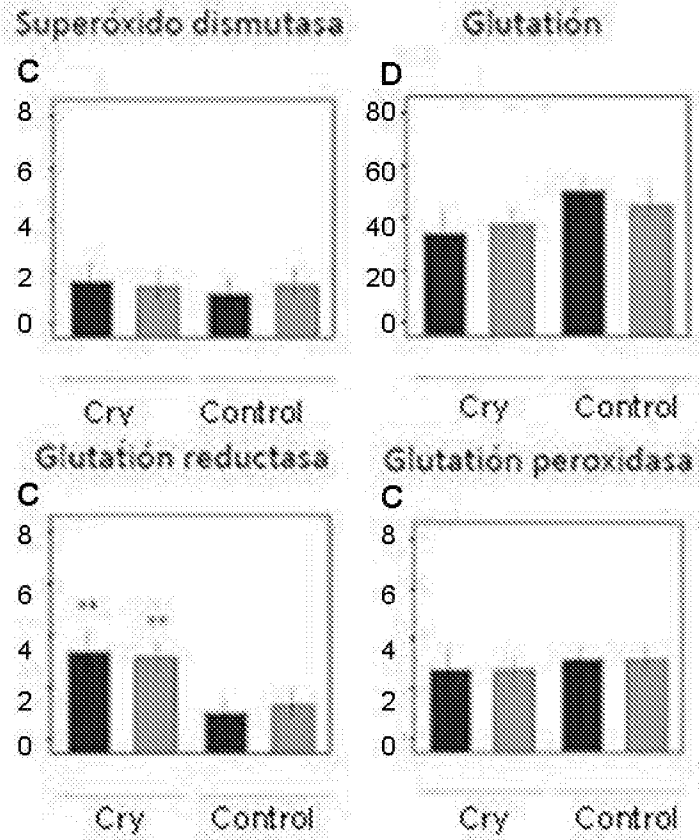 Superóxido dismutasa
Glutatión
C
D
8
6
4
2
0
80
60
40
20
0
Cry
Control
Cry
Control
Glutatión reductasa
Glutatión peroxidasa
C
C
8
6
4
2
0
**
**
8
6
4
2
0
Cry
Control
Cry
Control